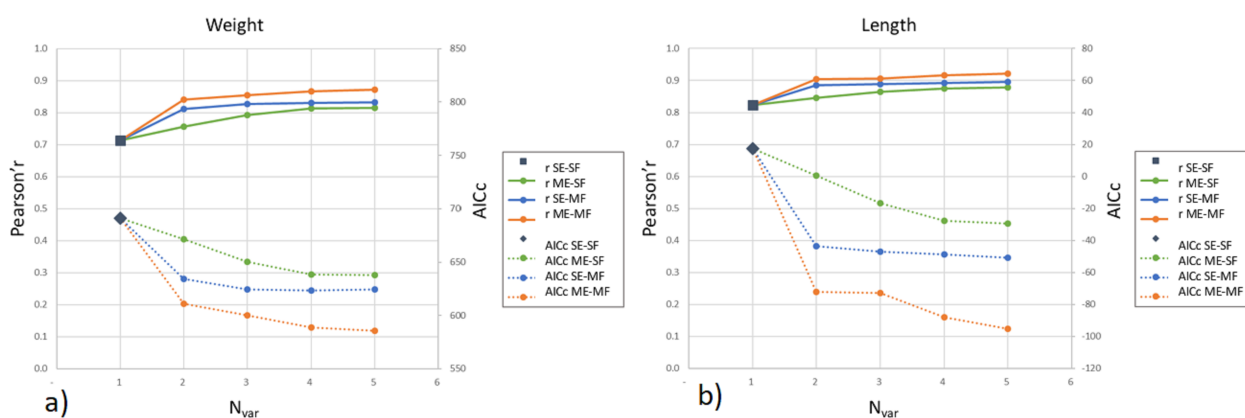 Weight
1.0
0.9
0.8
0.7
0.6
0.5
0.4
0.3
0.2
0.1
0.0
Pearson'r
850
800
750
700
650
600
550
AICc
- 1 2 3 4 5 6
Nvar
a)
r SE-SF
r ME-SF
r SE-MF
r ME-MF
AICc SE-SF
AICc ME-SF
AICc SE-MF
AICc ME-MF
Length
1.0
0.9
0.8
0.7
0.6
0.5
0.4
0.3
0.2
0.1
0.0
Pearson'r
80
60
40
20
0
-20
-40
-60
-80
-100
-120
AICc
- 1 2 3 4 5 6
Nvar
b)
r SE-SF
r ME-SF
r SE-MF
r ME-MF
AICc SE-SF
AICc ME-SF
AICc SE-MF
AICc ME-MF